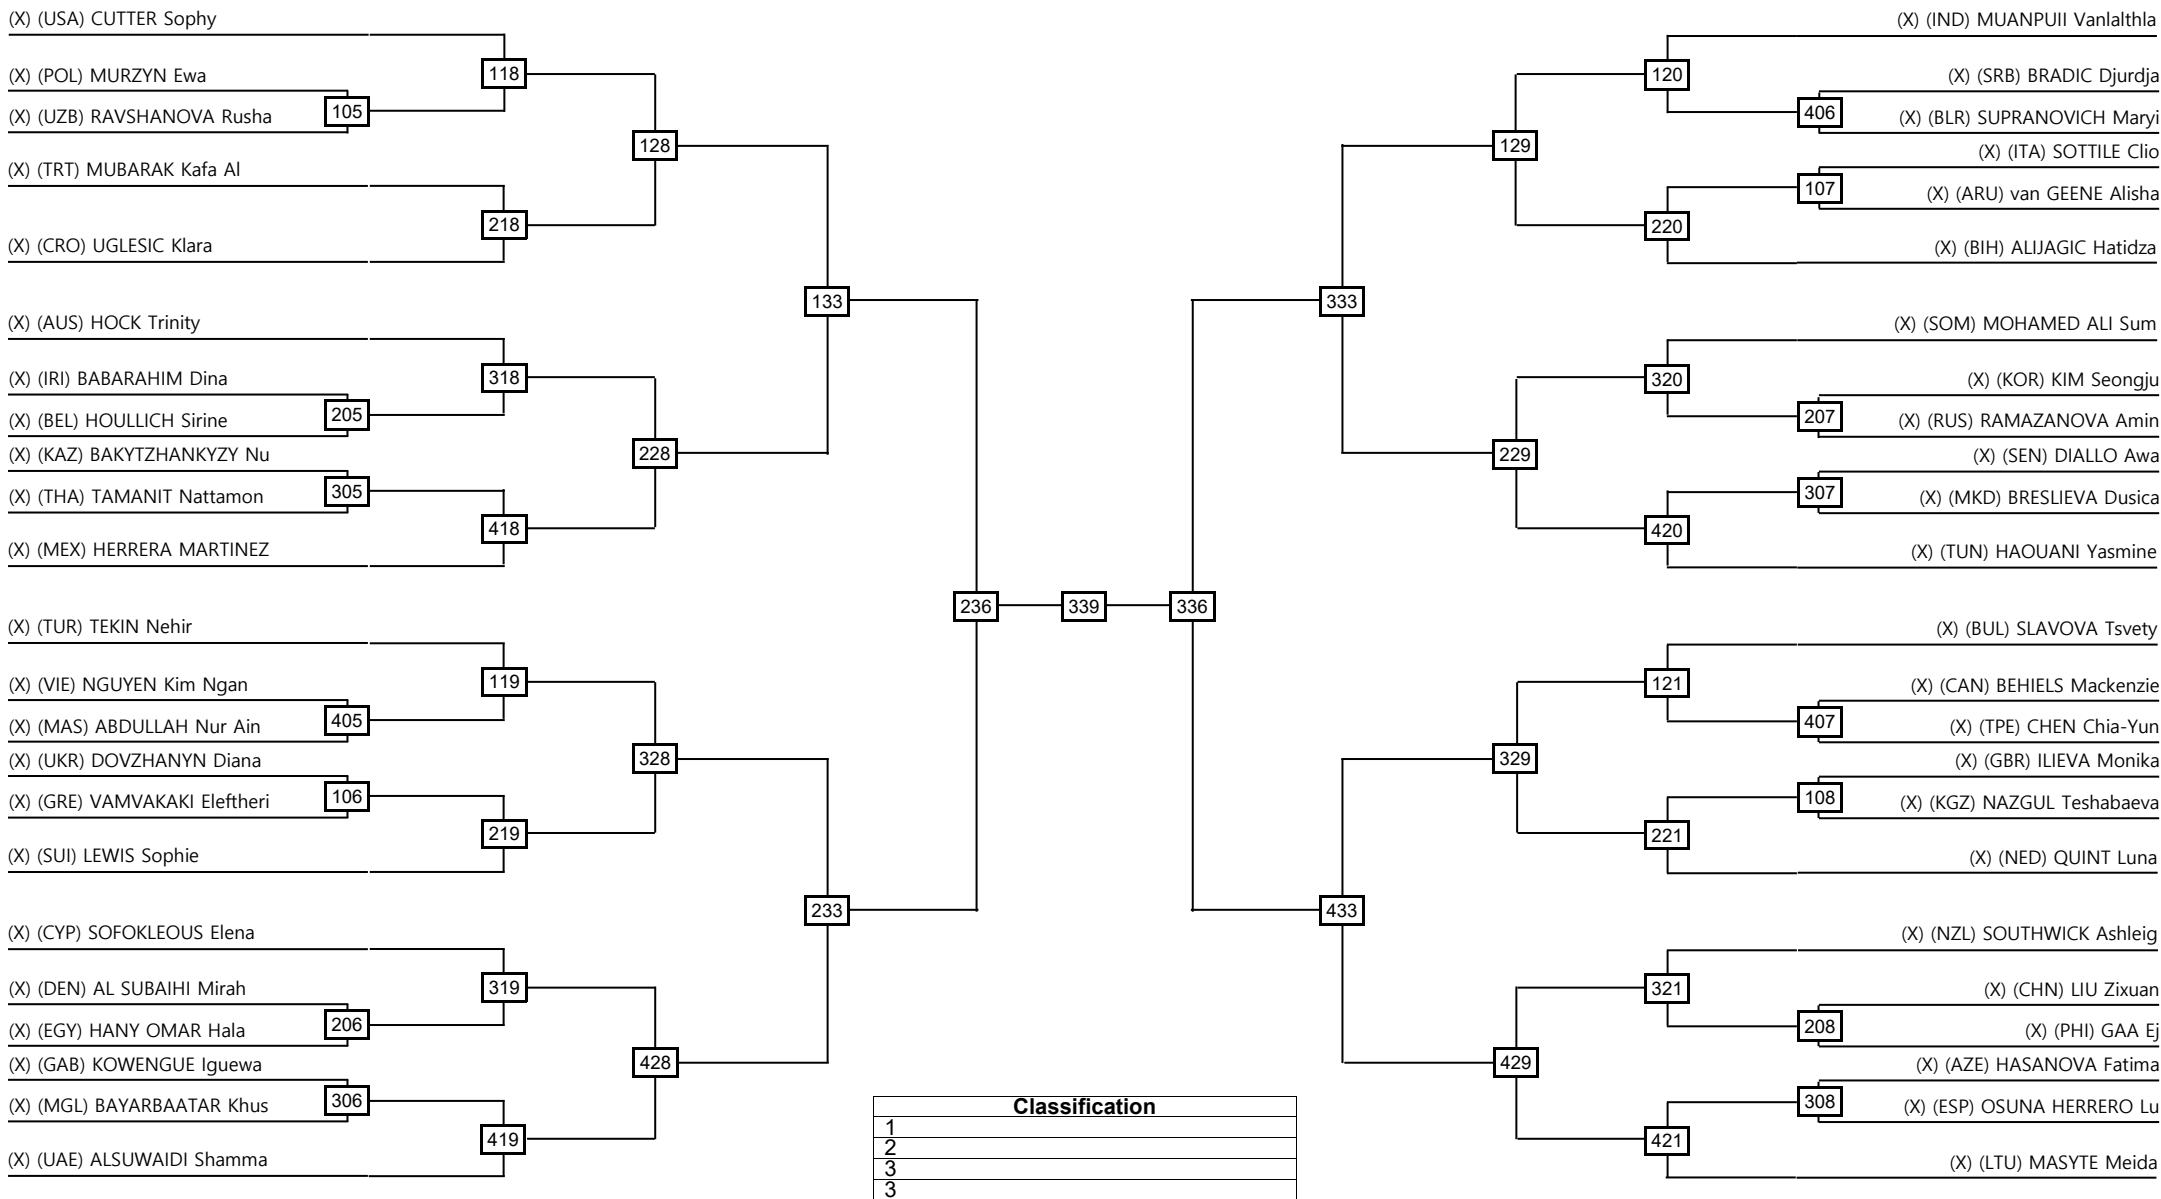 (X) (USA) CUTTER Sophy
118
(X) (POL) MURZYN Ewa
105
(X) (UZB) RAVSHANOVA Rusha
128
(X) (TRT) MUBARAK Kafa Al
218
(X) (CRO) UGLESIC Klara
133
(X) (AUS) HOCK Trinity
318
(X) (IRI) BABARAHIM Dina
205
(X) (BEL) HOULLICH Sirine
228
(X) (KAZ) BAKYTZHANKYZY Nu
305
(X) (THA) TAMANIT Nattamon
418
(X) (MEX) HERRERA MARTINEZ
236
339
336
(X) (TUR) TEKIN Nehir
119
(X) (VIE) NGUYEN Kim Ngan
405
(X) (MAS) ABDULLAH Nur Ain
328
(X) (UKR) DOVZHANYN Diana
106
(X) (GRE) VAMVAKAKI Eleftheri
219
(X) (SUI) LEWIS Sophie
233
(X) (CYP) SOFOKLEOUS Elena
319
(X) (DEN) AL SUBAIHI Mirah
206
(X) (EGY) HANY OMAR Hala
428
(X) (GAB) KOWENGUE Iguewa
306
(X) (MGL) BAYARBAATAR Khus
419
(X) (UAE) ALSUWAIDI Shamma
(X) (IND) MUANPUII Vanlalthla
120
(X) (SRB) BRADIC Djurdja
406
(X) (BLR) SUPRANOVICH Maryi
129
(X) (ITA) SOTTILE Clio
107
(X) (ARU) van GEENE Alisha
220
(X) (BIH) ALIJAGIC Hatidza
333
(X) (SOM) MOHAMED ALI Sum
320
(X) (KOR) KIM Seongju
207
(X) (RUS) RAMAZANOVA Amin
229
(X) (SEN) DIALLO Awa
307
(X) (MKD) BRESLIEVA Dusica
420
(X) (TUN) HAOUANI Yasmine
(X) (BUL) SLAVOVA Tsvety
121
(X) (CAN) BEHIELS Mackenzie
407
(X) (TPE) CHEN Chia-Yun
329
(X) (GBR) ILIEVA Monika
108
(X) (KGZ) NAZGUL Teshabaeva
221
(X) (NED) QUINT Luna
433
(X) (NZL) SOUTHWICK Ashleig
321
(X) (CHN) LIU Zixuan
208
(X) (PHI) GAA Ej
429
(X) (AZE) HASANOVA Fatima
308
(X) (ESP) OSUNA HERRERO Lu
421
(X) (LTU) MASYTE Meida
Classification
1
2
3
3